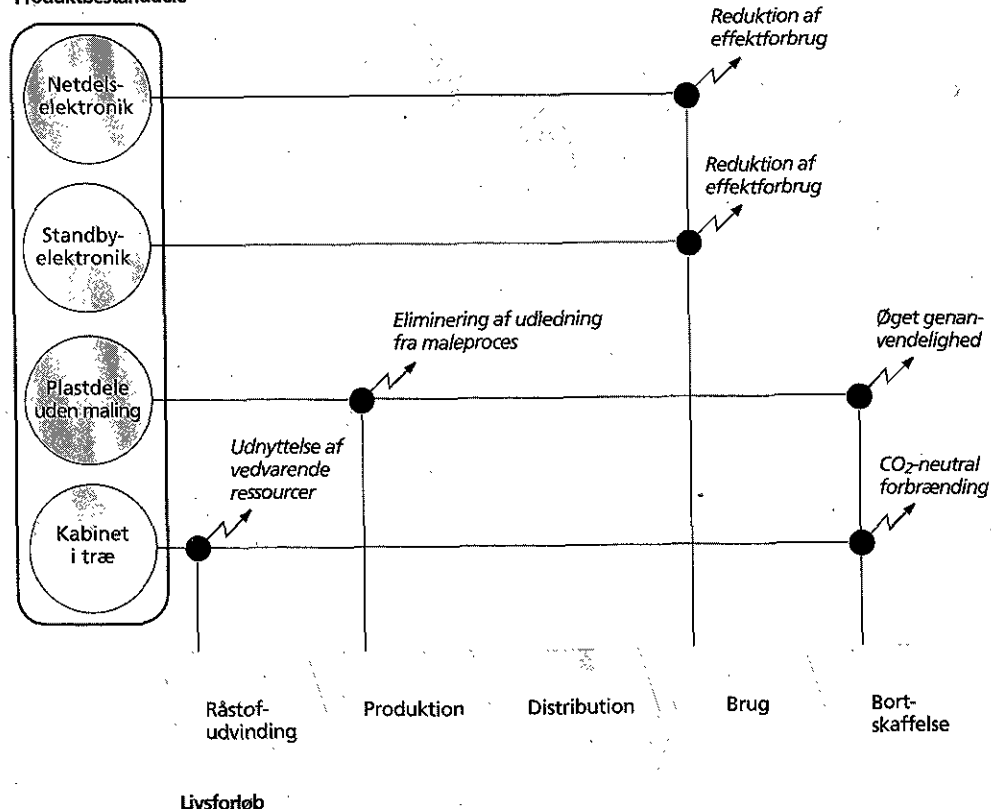 Produktbestanddele
Reduktion af
effektforbrug
Netdels-
elektronik
Reduktion af
effektforbrug
Standby-
elektronik
Eliminering af udledning
fra maleproces
Øget genan-
vendelighed
Plastdele
uden maling
Udnyttelse af
vedvarende
ressourcer
CO₂-neutral
forbrænding
Kabinet
i træ
Råstof-
udvinding
Produktion
Distribution
Brug
Bort-
skaffelse
Livsforløb